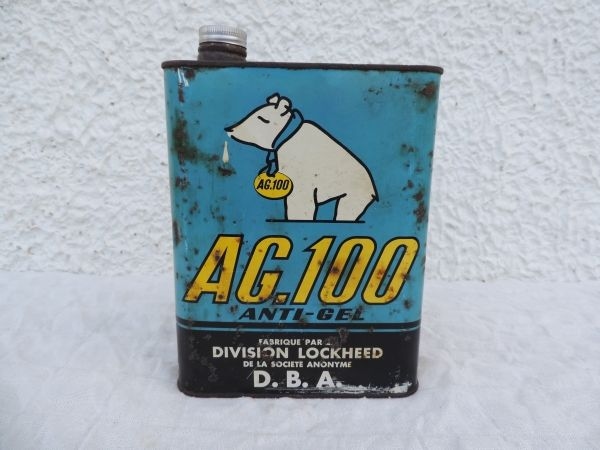 AG.100
AG.100
ANTI-GEL
FABRIQUE PAR
DIVISION LOCKHEED
DE LA SOCIETE ANONYME
D. B. A.